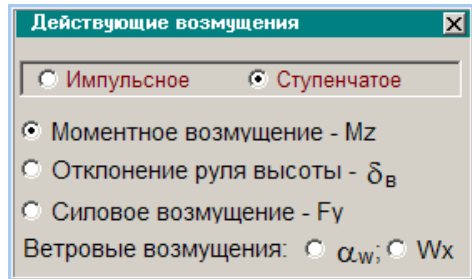 Действующие возмущения
Импульсное Ступенчатое
Моментное возмущение - Mz
Отклонение руля высоты - δв
Силовое возмущение - Fy
Ветровые возмущения: αw; Wx